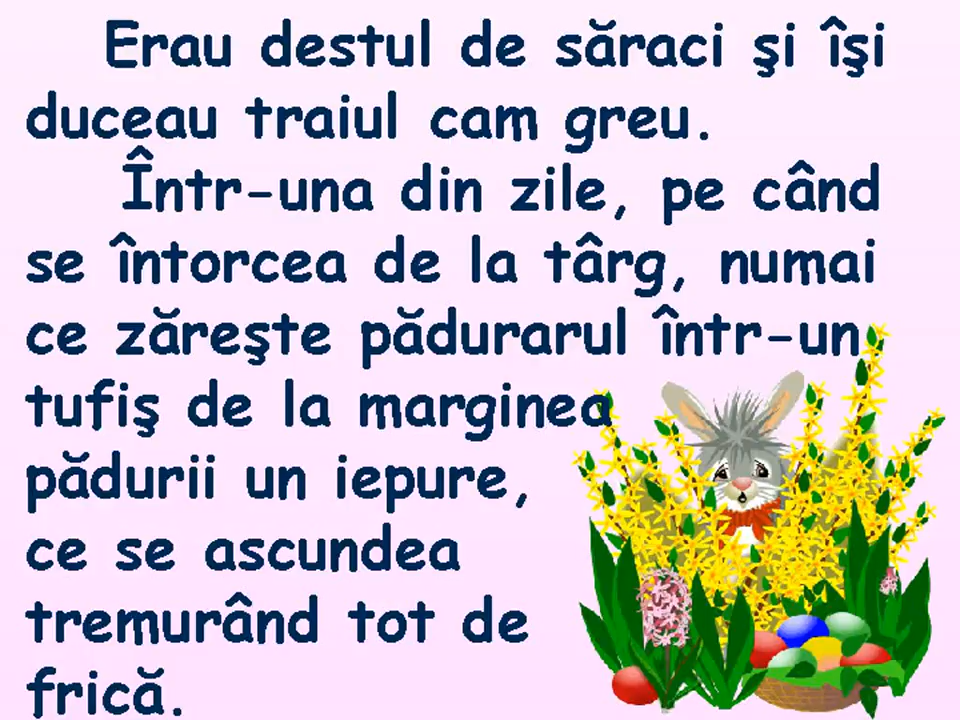 Erau destul de săraci şi îşi
duceau traiul cam greu.
Într-una din zile, pe când
se întorcea de la târg, numai
ce zăreşte pădurarul într-un
tufiş de la marginea
pădurii un iepure,
ce se ascundea
tremurând tot de
frică.